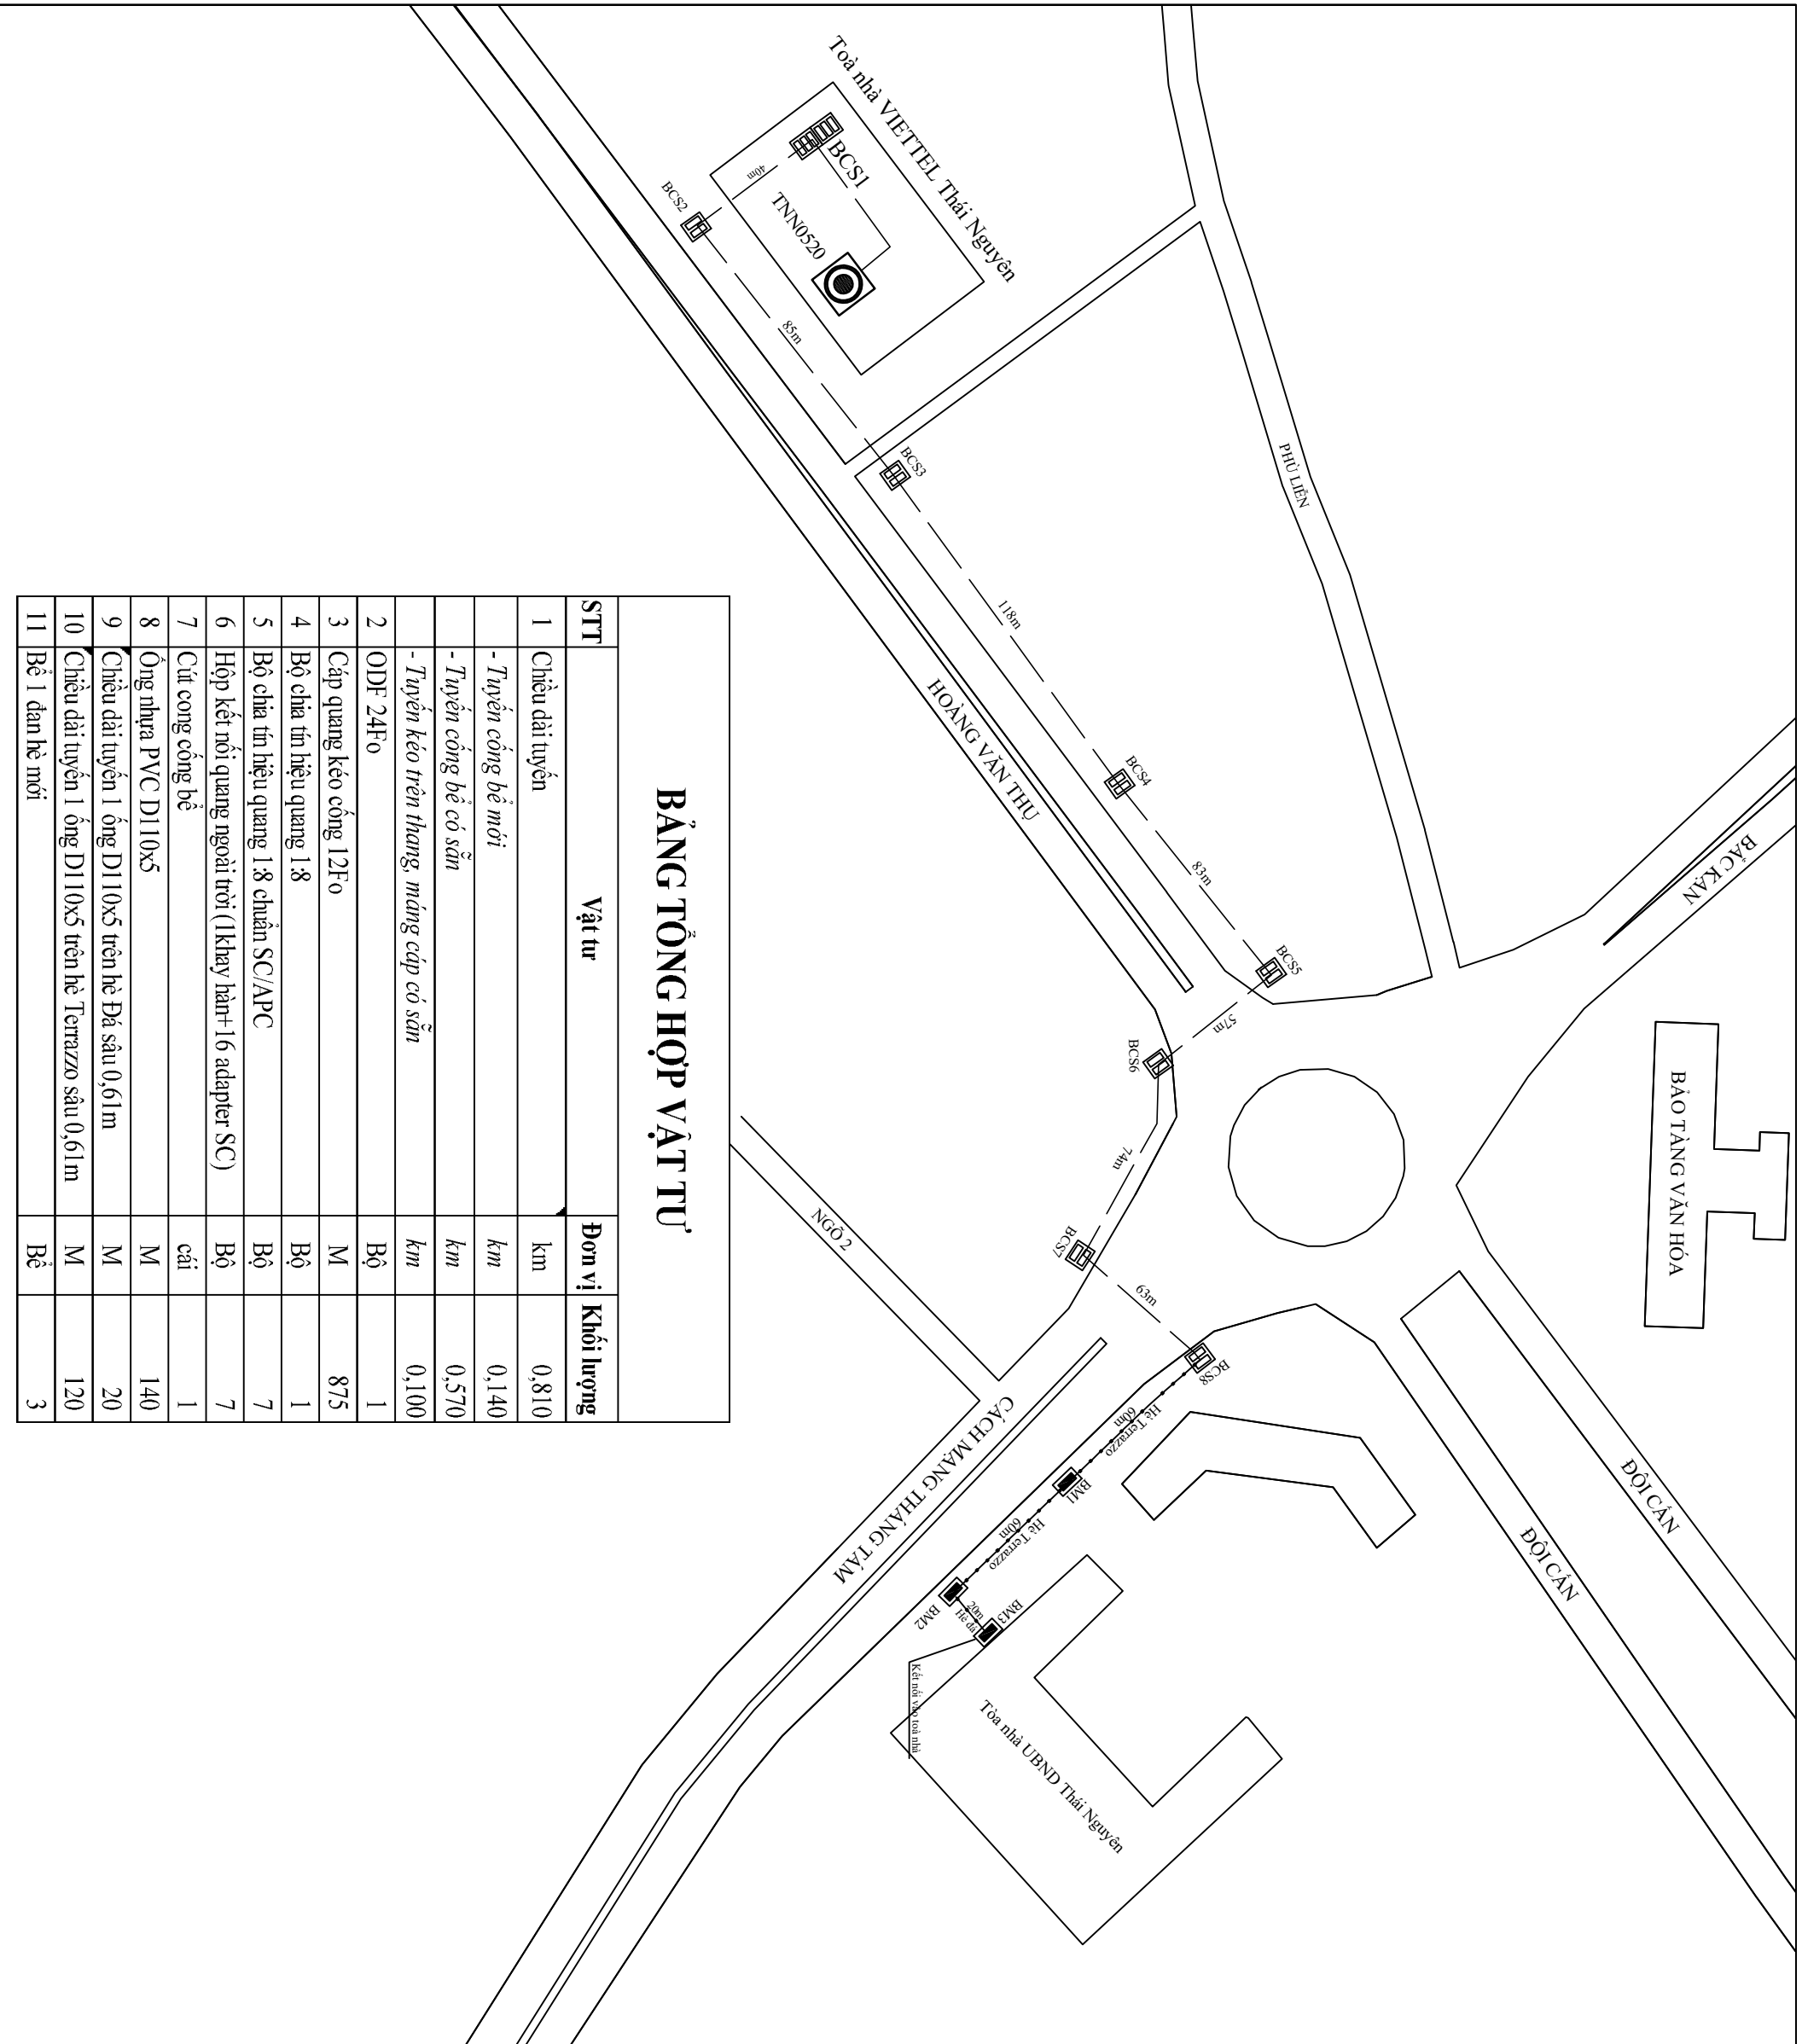 Toà nhà VIETTEL Thái Nguyên
BCS1
TNN0520
40m
BCS2
85m
BCS3
118m
BCS4
83m
BCS5
57m
BCS6
74m
BCS7
63m
BCS8
Hè Terrazzo
60m
BM1
Hè Terrazzo
60m
BM2
20m
Hè đá
BM3
Kết nối vào toà nhà
Tòa nhà UBND Thái Nguyên
PHỦ LIỄN
HOÀNG VĂN THỤ
BẮC KẠN
BẢO TÀNG VĂN HÓA
ĐỘI CẤN
ĐỘI CẤN
NGÕ 2
CÁCH MẠNG THÁNG TÁM
BẢNG TỔNG HỢP VẬT TƯ
STT Vật tư Đơn vị Khối lượng
1 Chiều dài tuyến km 0,810
- Tuyến cống bể mới km 0,140
- Tuyến cống bể có sẵn km 0,570
- Tuyến kéo trên thang, máng cáp có sẵn km 0,100
2 ODF 24Fo Bộ 1
3 Cáp quang kéo cống 12Fo M 875
4 Bộ chia tín hiệu quang 1:8 Bộ 1
5 Bộ chia tín hiệu quang 1:8 chuẩn SC/APC Bộ 7
6 Hộp kết nối quang ngoài trời (1khay hàn+16 adapter SC) Bộ 7
7 Cút cong cống bể cái 1
8 Ống nhựa PVC D110x5 M 140
9 Chiều dài tuyến 1 ống D110x5 trên hè Đá sâu 0,61m M 20
10 Chiều dài tuyến 1 ống D110x5 trên hè Terrazzo sâu 0,61m M 120
11 Bể 1 đan hè mới Bể 3